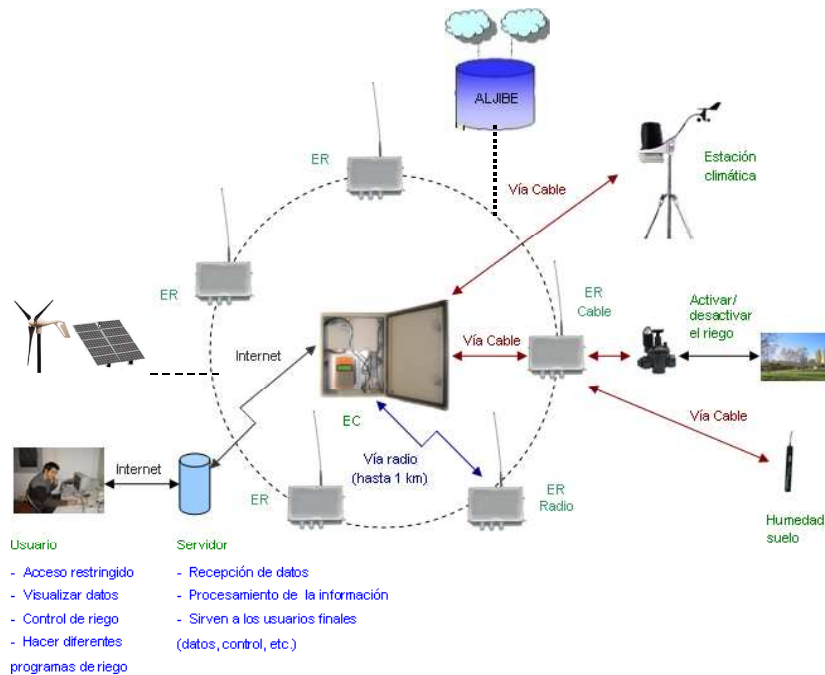 ALJIBE
ER
Estación
climática
Vía Cable
ER
ER
Cable
Activar/
desactivar
el riego
Internet
Vía Cable
EC
Vía Cable
Vía radio
(hasta 1 km)
Internet
ER
ER
Radio
Humedad
suelo
Usuario
- Acceso restringido
- Visualizar datos
- Control de riego
- Hacer diferentes
programas de riego
Servidor
- Recepción de datos
- Procesamiento de la información
- Sirven a los usuarios finales
(datos, control, etc.)